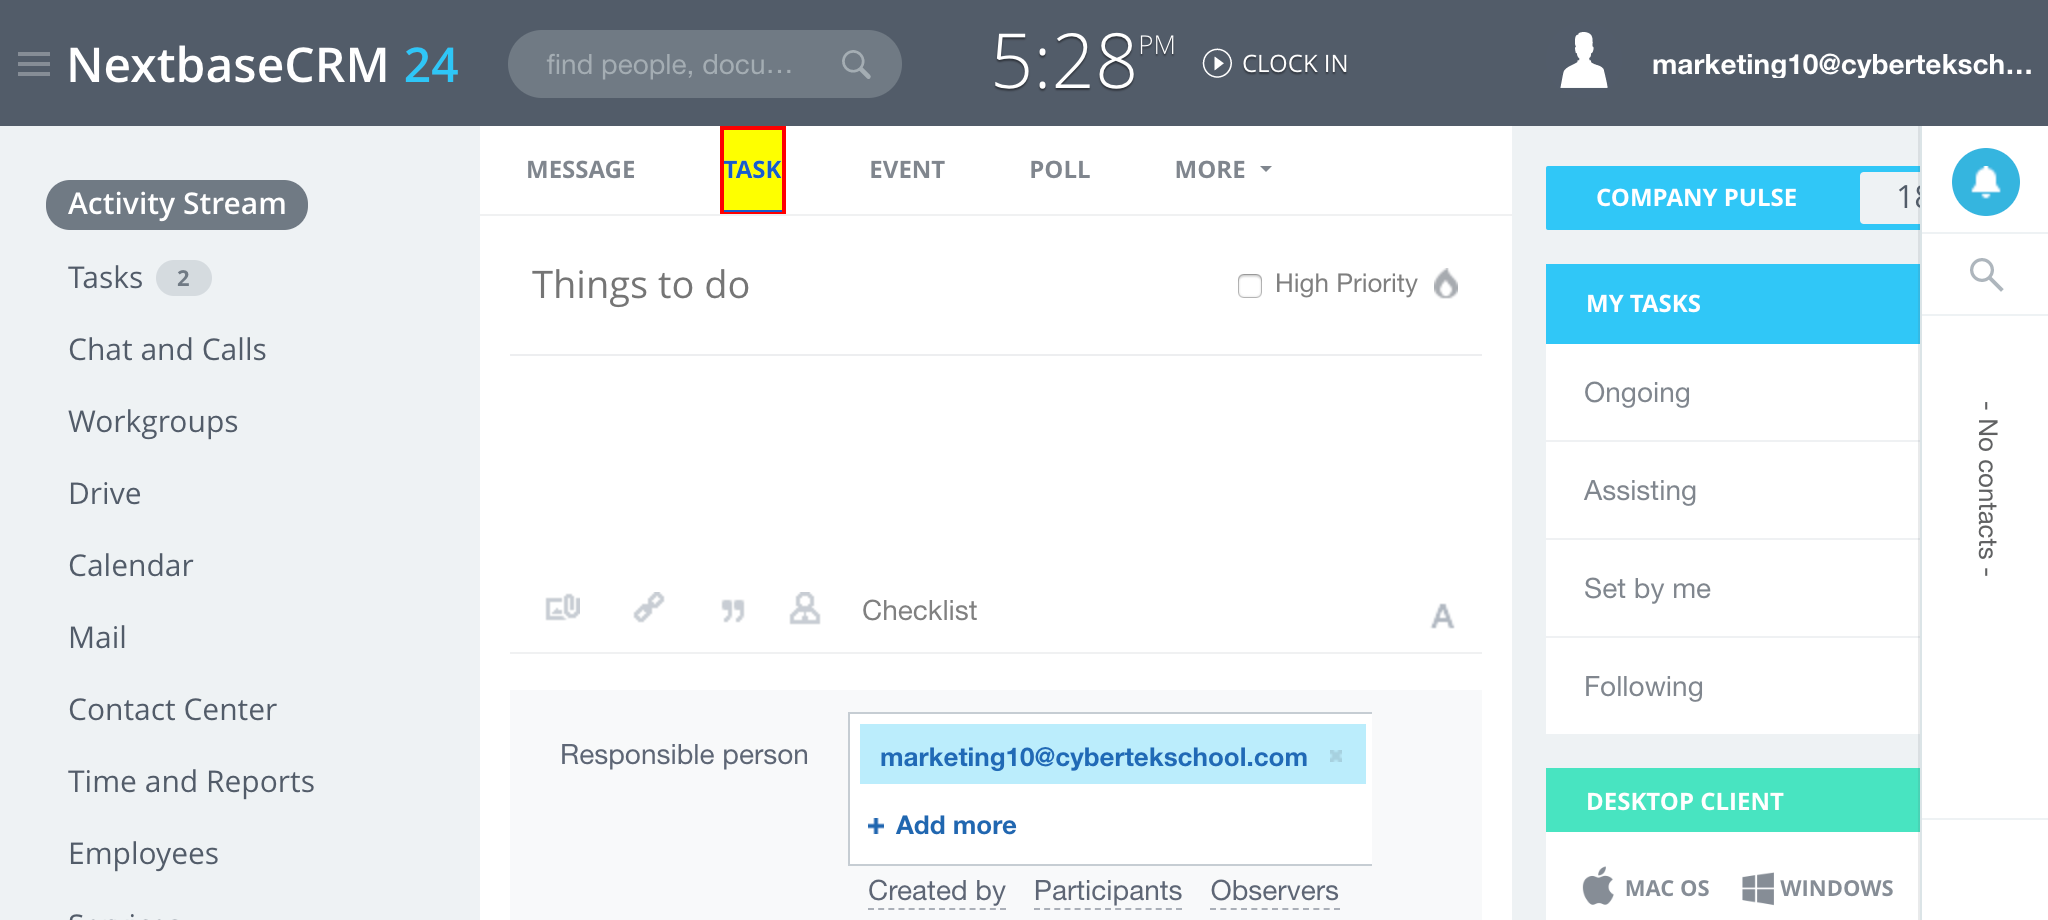 NextbaseCRM 24
find people, docu...
5:28 PM
CLOCK IN
marketing10@cyberteksch...
Activity Stream
Tasks 2
Chat and Calls
Workgroups
Drive
Calendar
Mail
Contact Center
Time and Reports
Employees
MESSAGE
TASK
EVENT
POLL
MORE
Things to do
High Priority
Checklist
A
Responsible person
marketing10@cybertekschool.com
+ Add more
Created by
Participants
Observers
COMPANY PULSE
MY TASKS
Ongoing
Assisting
Set by me
Following
DESKTOP CLIENT
MAC OS
WINDOWS
- No contacts -